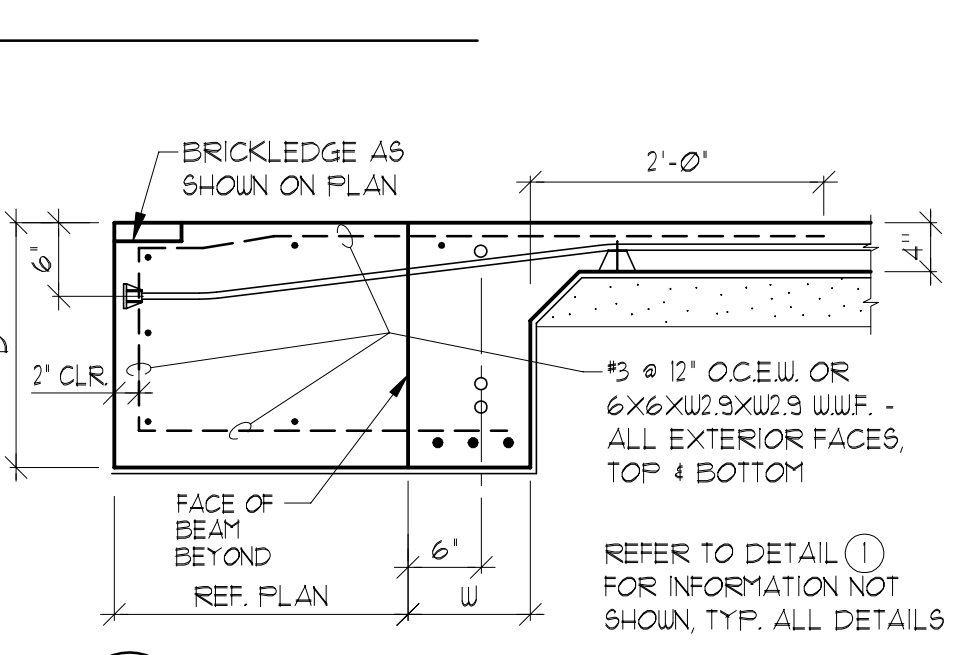 BRICKLEDGE AS
SHOWN ON PLAN
2'-0"
6"
4"
2" CLR.
#3 @ 12" O.C.E.W. OR
6X6XW2.9XW2.9 W.W.F. -
ALL EXTERIOR FACES,
TOP & BOTTOM
FACE OF
BEAM
BEYOND
6"
REF. PLAN
W
REFER TO DETAIL 1
FOR INFORMATION NOT
SHOWN, TYP. ALL DETAILS